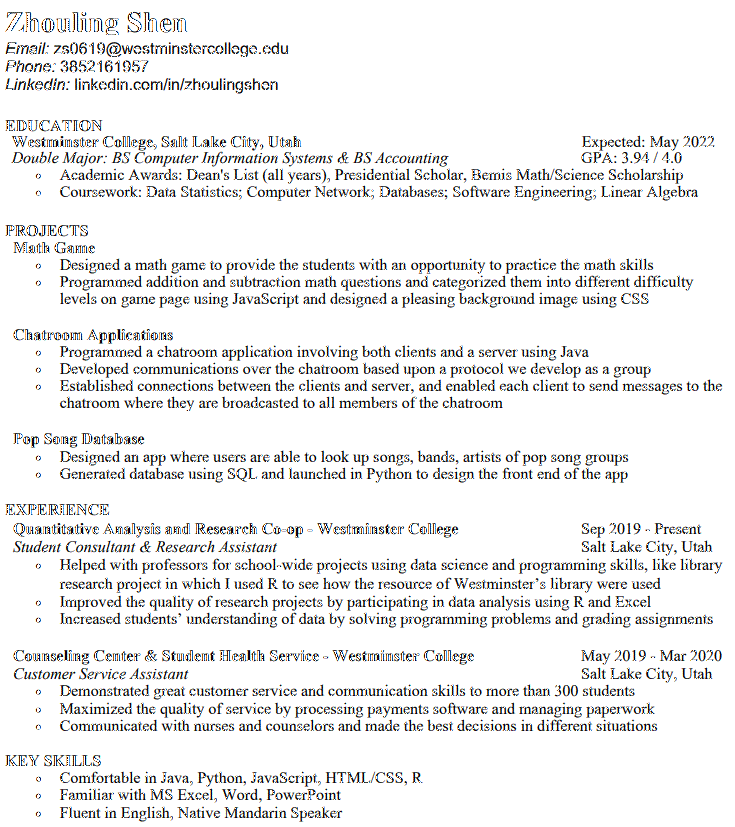 Zhouling Shen
Email: zs0619@westminstercollege.edu
Phone: 3852161957
LinkedIn: linkedin.com/in/zhoulingshen
EDUCATION
Westminster College, Salt Lake City, Utah Expected: May 2022
Double Major: BS Computer Information Systems & BS Accounting GPA: 3.94 / 4.0
◦ Academic Awards: Dean's List (all years), Presidential Scholar, Bemis Math/Science Scholarship
◦ Coursework: Data Statistics; Computer Network; Databases; Software Engineering; Linear Algebra
PROJECTS
Math Game
◦ Designed a math game to provide the students with an opportunity to practice the math skills
◦ Programmed addition and subtraction math questions and categorized them into different difficulty
levels on game page using JavaScript and designed a pleasing background image using CSS
Chatroom Applications
◦ Programmed a chatroom application involving both clients and a server using Java
◦ Developed communications over the chatroom based upon a protocol we develop as a group
◦ Established connections between the clients and server, and enabled each client to send messages to the
chatroom where they are broadcasted to all members of the chatroom
Pop Song Database
◦ Designed an app where users are able to look up songs, bands, artists of pop song groups
◦ Generated database using SQL and launched in Python to design the front end of the app
EXPERIENCE
Quantitative Analysis and Research Co-op - Westminster College Sep 2019 - Present
Student Consultant & Research Assistant Salt Lake City, Utah
◦ Helped with professors for school-wide projects using data science and programming skills, like library
research project in which I used R to see how the resource of Westminster's library were used
◦ Improved the quality of research projects by participating in data analysis using R and Excel
◦ Increased students' understanding of data by solving programming problems and grading assignments
Counseling Center & Student Health Service - Westminster College May 2019 - Mar 2020
Customer Service Assistant Salt Lake City, Utah
◦ Demonstrated great customer service and communication skills to more than 300 students
◦ Maximized the quality of service by processing payments software and managing paperwork
◦ Communicated with nurses and counselors and made the best decisions in different situations
KEY SKILLS
◦ Comfortable in Java, Python, JavaScript, HTML/CSS, R
◦ Familiar with MS Excel, Word, PowerPoint
◦ Fluent in English, Native Mandarin Speaker